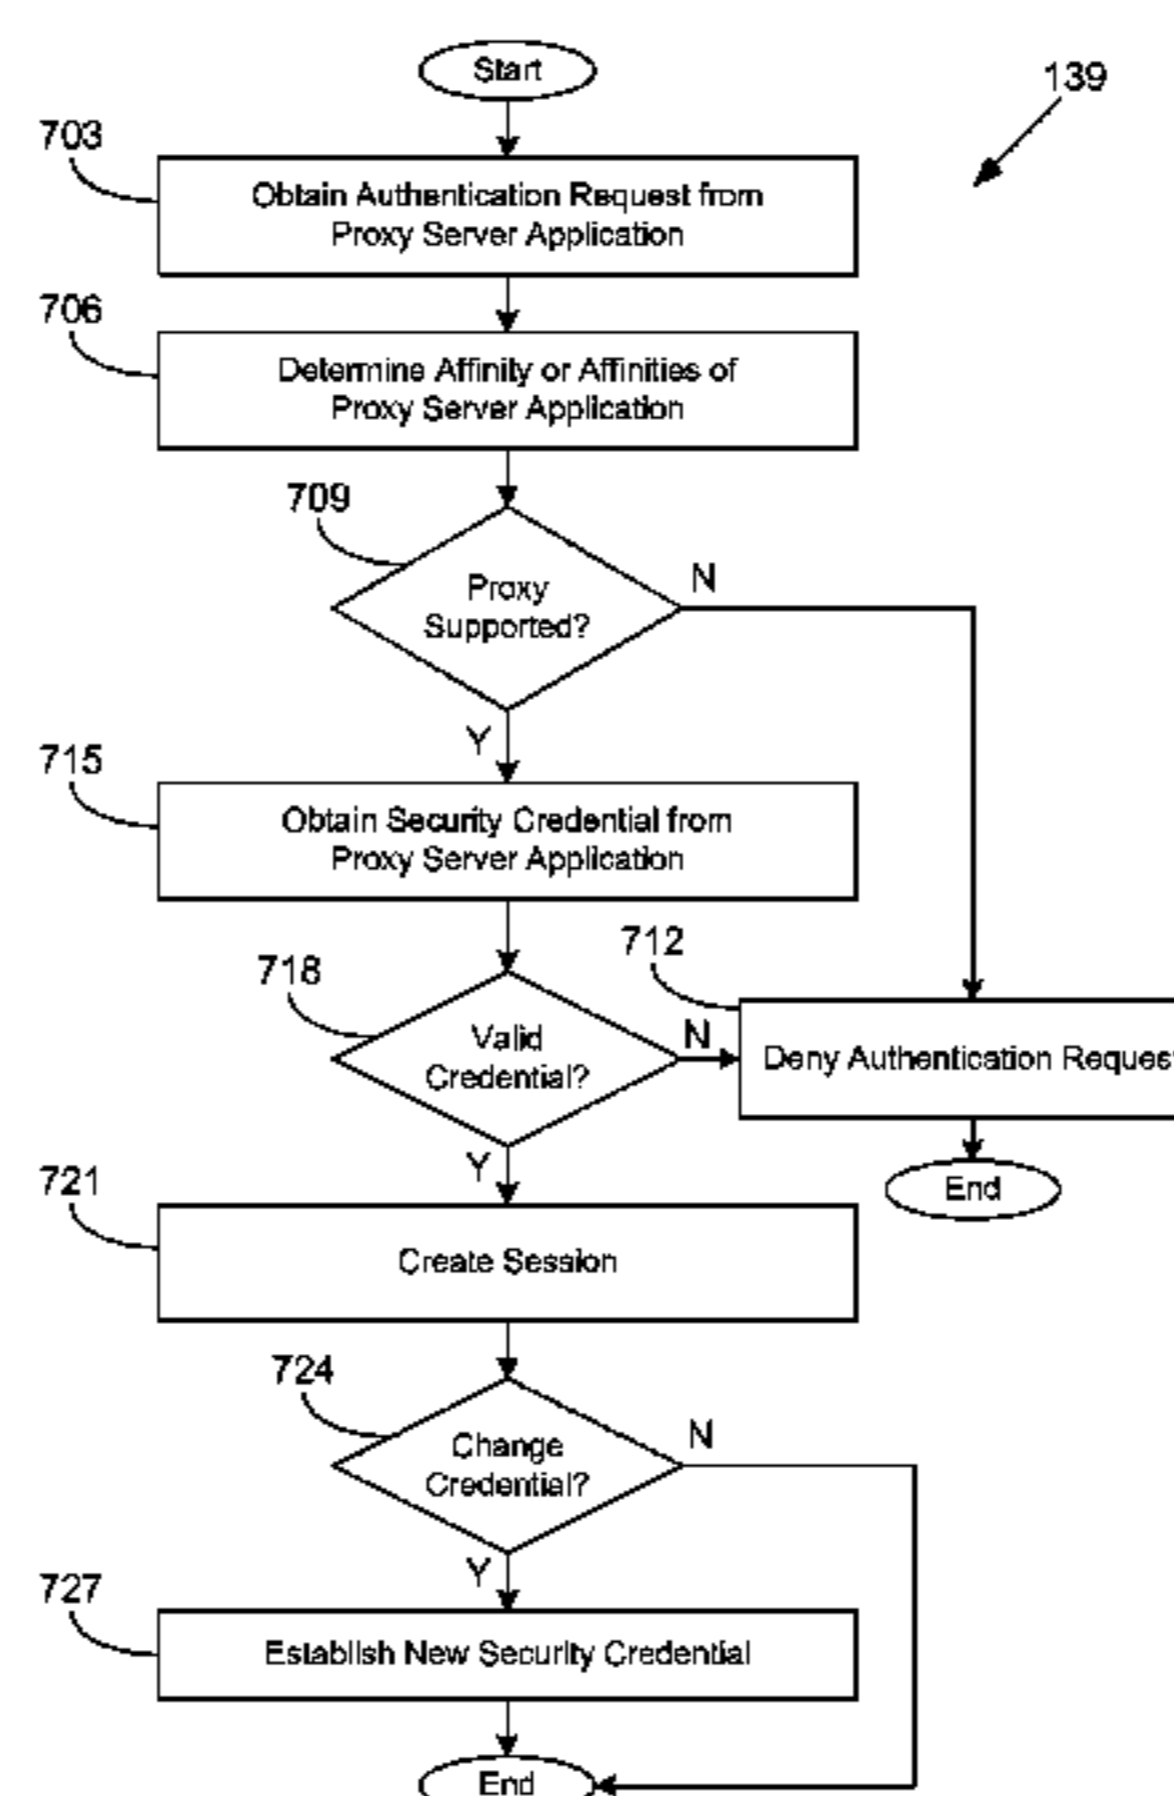 Start
139
703
Obtain Authentication Request from
Proxy Server Application
706
Determine Affinity or Affinities of
Proxy Server Application
709
Proxy
Supported?
N
Y
715
Obtain Security Credential from
Proxy Server Application
712
718
Valid
Credential?
N
Deny Authentication Request
Y
End
721
Create Session
724
Change
Credential?
N
Y
727
Establish New Security Credential
End